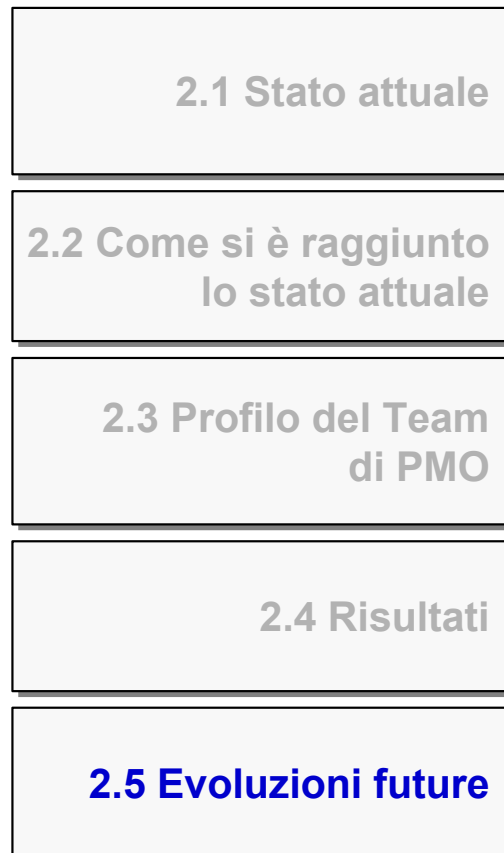 2.1 Stato attuale
2.2 Come si è raggiunto
lo stato attuale
2.3 Profilo del Team
di PMO
2.4 Risultati
2.5 Evoluzioni future